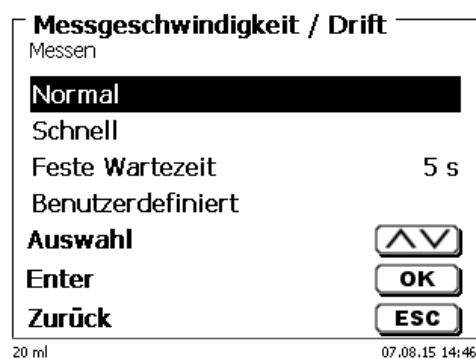 Messgeschwindigkeit / Drift
Messen
Normal
Schnell
Feste Wartezeit 5 s
Benutzerdefiniert
Auswahl
Enter OK
Zurück ESC
20 ml 07.08.15 14:46